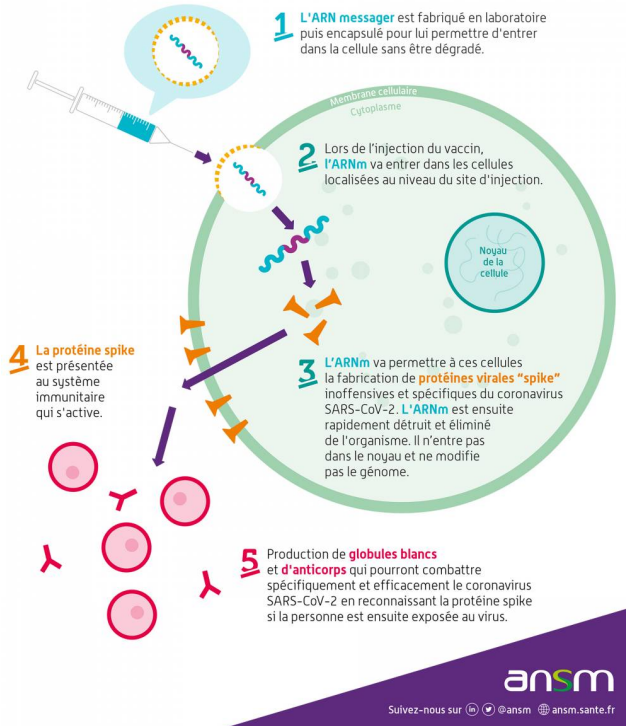 1 L'ARN messager est fabriqué en laboratoire
puis encapsulé pour lui permettre d'entrer
dans la cellule sans être dégradé.
Membrane cellulaire
Cytoplasme
2 Lors de l'injection du vaccin,
l'ARNm va entrer dans les cellules
localisées au niveau du site d'injection.
Noyau
de la
cellule
3 L'ARNm va permettre à ces cellules
la fabrication de protéines virales "spike"
inoffensives et spécifiques du coronavirus
SARS-CoV-2. L'ARNm est ensuite
rapidement détruit et éliminé
de l'organisme. Il n'entre pas
dans le noyau et ne modifie
pas le génome.
4 La protéine spike
est présentée
au système
immunitaire
qui s'active.
5 Production de globules blancs
et d'anticorps qui pourront combattre
spécifiquement et efficacement le coronavirus
SARS-CoV-2 en reconnaissant la protéine spike
si la personne est ensuite exposée au virus.
ansm
Suivez-nous sur in @ansm ansm.sante.fr